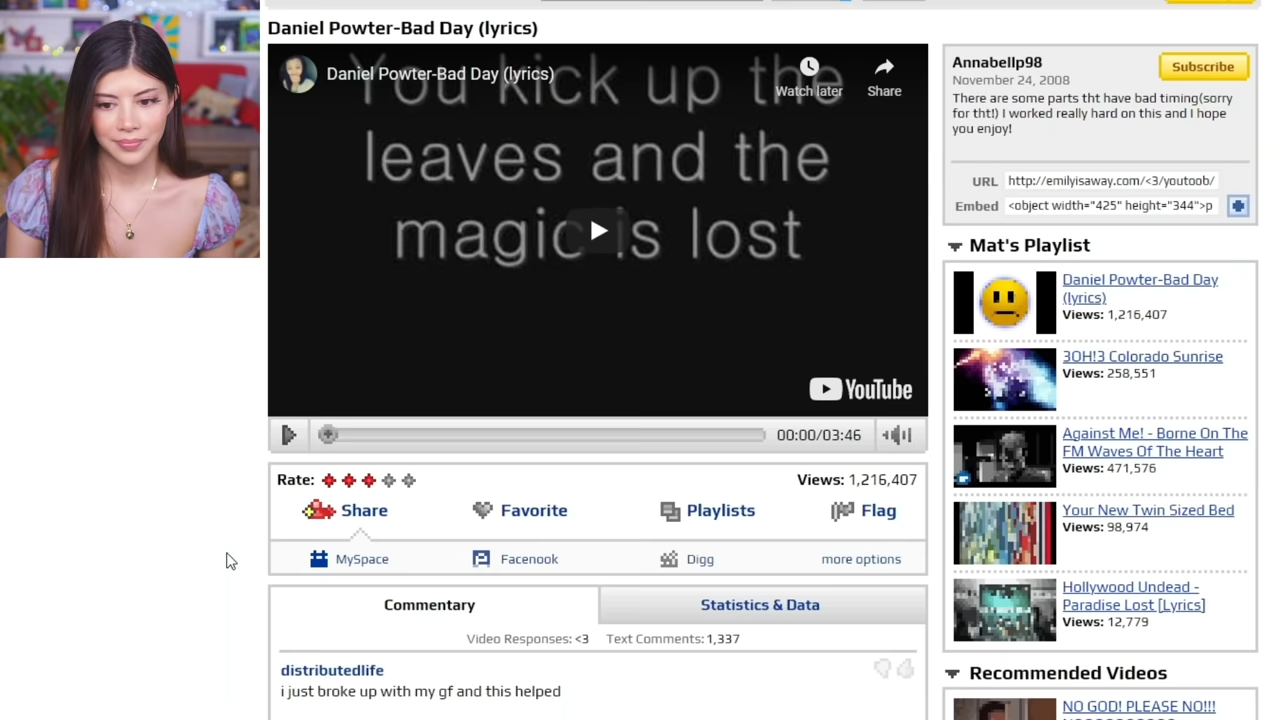 Daniel Powter-Bad Day (lyrics)
Daniel Powter-Bad Day (lyrics)
Watch later
Share
You kick up the
leaves and the
magic is lost
YouTube
00:00/03:46
Rate:
Views: 1,216,407
Share
Favorite
Playlists
Flag
MySpace
Facenook
Digg
more options
Commentary
Statistics & Data
Video Responses: <3 Text Comments: 1,337
distributedlife
i just broke up with my gf and this helped
Annabellp98
Subscribe
November 24, 2008
There are some parts tht have bad timing(sorry
for tht!) I worked really hard on this and I hope
you enjoy!
URL http://emilyisaway.com/<3/youtoob/
Embed <object width="425" height="344">p
Mat's Playlist
Daniel Powter-Bad Day
(lyrics)
Views: 1,216,407
3OH!3 Colorado Sunrise
Views: 258,551
Against Me! - Borne On The
FM Waves Of The Heart
Views: 471,576
Your New Twin Sized Bed
Views: 98,974
Hollywood Undead -
Paradise Lost [Lyrics]
Views: 12,779
Recommended Videos
NO GOD! PLEASE NO!!!